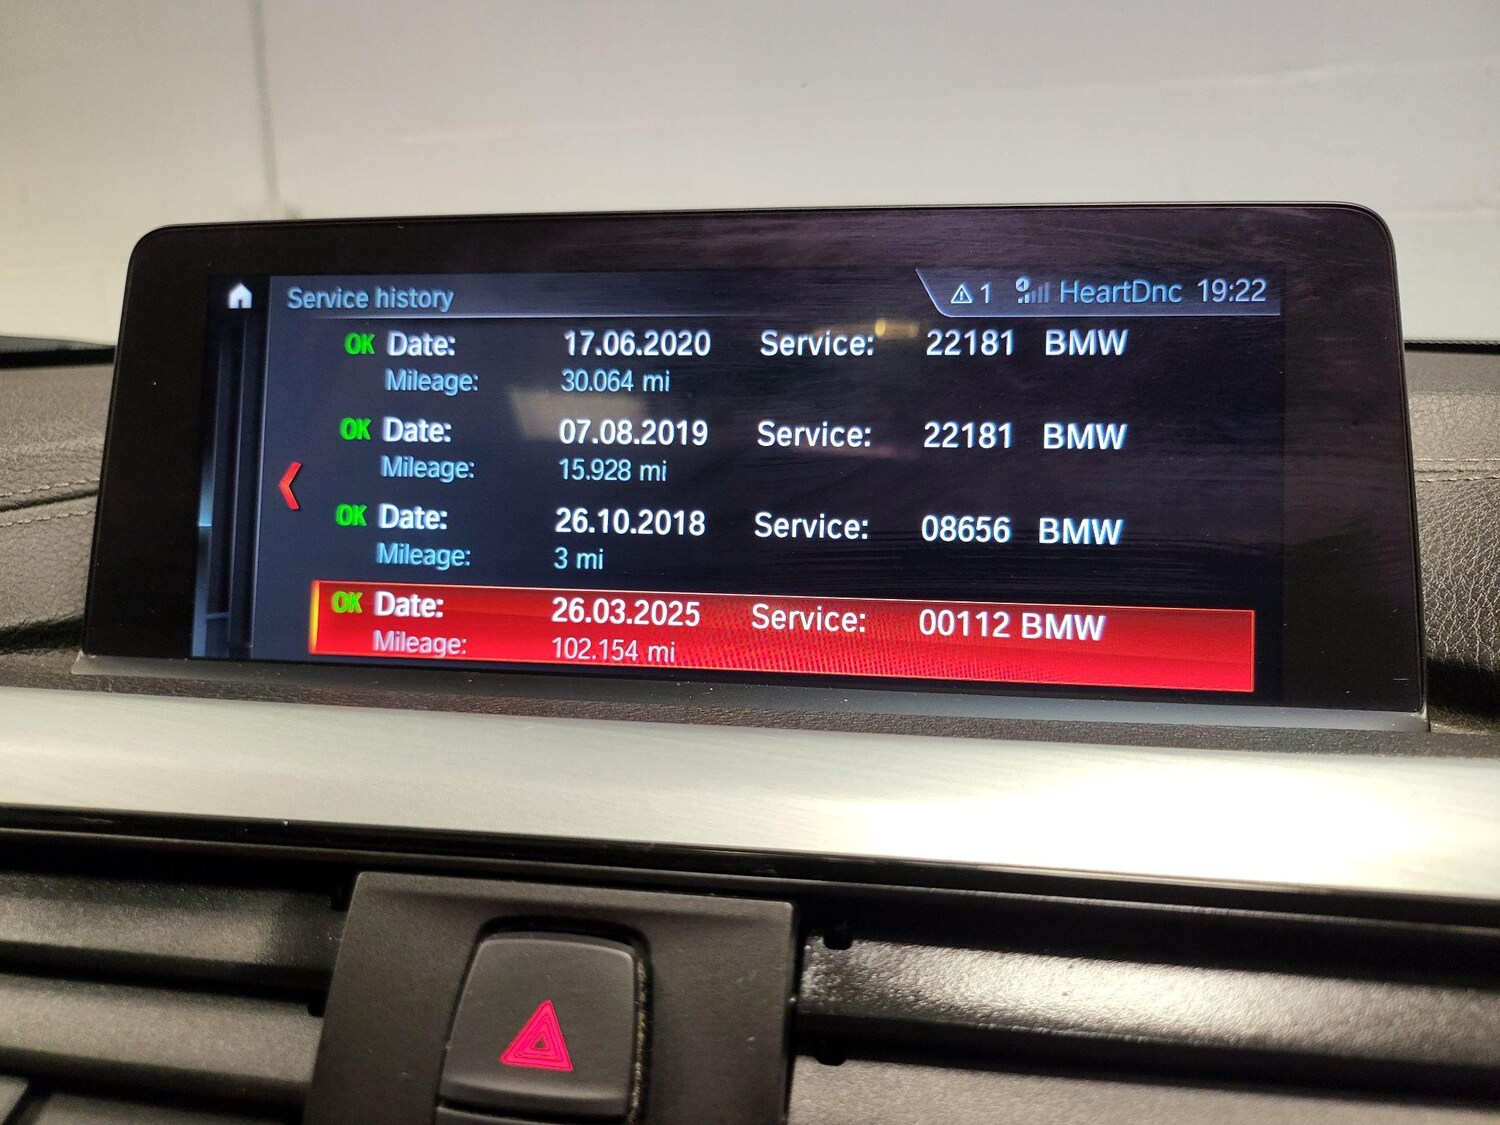 Service history
1 HeartDnc 19:22
OK Date: 17.06.2020 Service: 22181 BMW
Mileage: 30.064 mi
OK Date: 07.08.2019 Service: 22181 BMW
Mileage: 15.928 mi
OK Date: 26.10.2018 Service: 08656 BMW
Mileage: 3 mi
OK Date: 26.03.2025 Service: 00112 BMW
Mileage: 102.154 mi